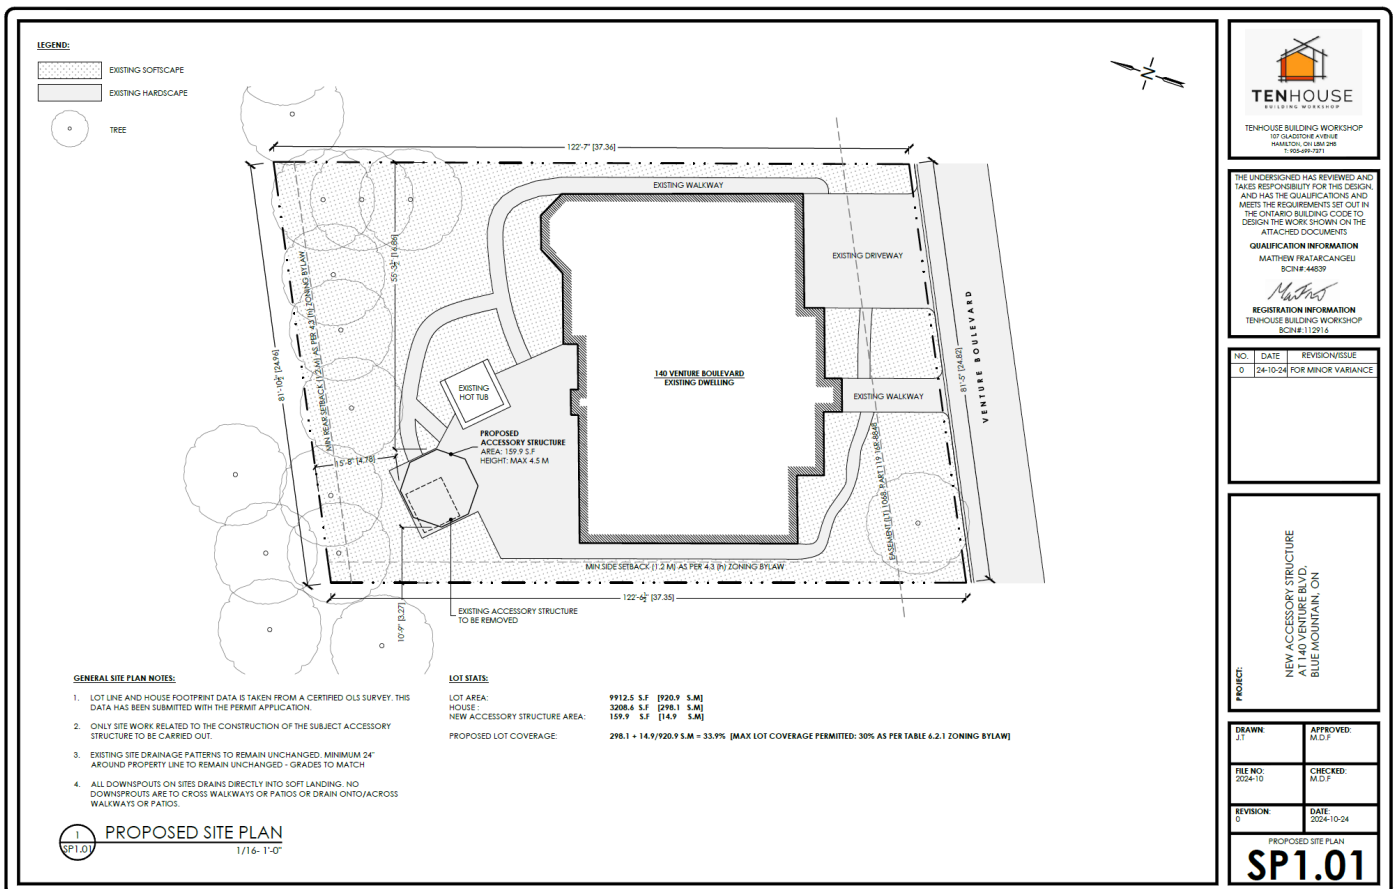 LEGEND:
EXISTING SOFTSCAPE
EXISTING HARDSCAPE
TREE
N
122'-7" [37.36]
EXISTING WALKWAY
EXISTING DRIVEWAY
55'-3½" [16.86]
MIN REAR SETBACK (1.2 M) AS PER 4.3 (h) ZONING BYLAW
81'-10½" [24.96]
VENTURE BOULEVARD
81'-5" [24.82]
140 VENTURE BOULEVARD
EXISTING DWELLING
EXISTING
HOT TUB
EXISTING WALKWAY
PROPOSED
ACCESSORY STRUCTURE
AREA: 159.9 S.F
HEIGHT: MAX 4.5 M
15'-8" [4.78]
EASEMENT (LT) 1068, PART 119 16R-8848
MIN SIDE SETBACK (1.2 M) AS PER 4.3 (h) ZONING BYLAW
122'-6½" [37.35]
10'-9" [3.27]
EXISTING ACCESSORY STRUCTURE
TO BE REMOVED
GENERAL SITE PLAN NOTES:
1. LOT LINE AND HOUSE FOOTPRINT DATA IS TAKEN FROM A CERTIFIED OLS SURVEY. THIS
DATA HAS BEEN SUBMITTED WITH THE PERMIT APPLICATION.
2. ONLY SITE WORK RELATED TO THE CONSTRUCTION OF THE SUBJECT ACCESSORY
STRUCTURE TO BE CARRIED OUT.
3. EXISTING SITE DRAINAGE PATTERNS TO REMAIN UNCHANGED. MINIMUM 24"
AROUND PROPERTY LINE TO REMAIN UNCHANGED - GRADES TO MATCH
4. ALL DOWNSPOUTS ON SITES DRAINS DIRECTLY INTO SOFT LANDING. NO
DOWNSPROUTS ARE TO CROSS WALKWAYS OR PATIOS OR DRAIN ONTO/ACROSS
WALKWAYS OR PATIOS.
LOT STATS:
LOT AREA: 9912.5 S.F [920.9 S.M]
HOUSE : 3208.6 S.F [298.1 S.M]
NEW ACCESSORY STRUCTURE AREA: 159.9 S.F [14.9 S.M]
PROPOSED LOT COVERAGE: 298.1 + 14.9/920.9 S.M = 33.9% [MAX LOT COVERAGE PERMITTED: 30% AS PER TABLE 6.2.1 ZONING BYLAW]
1
SP1.01
PROPOSED SITE PLAN
1/16- 1'-0"
TENHOUSE
BUILDING WORKSHOP
TENHOUSE BUILDING WORKSHOP
107 GLADSTONE AVENUE
HAMILTON, ON L8M 2H8
T: 905-699-7371
THE UNDERSIGNED HAS REVIEWED AND
TAKES RESPONSIBILITY FOR THIS DESIGN,
AND HAS THE QUALIFICATIONS AND
MEETS THE REQUIREMENTS SET OUT IN
THE ONTARIO BUILDING CODE TO
DESIGN THE WORK SHOWN ON THE
ATTACHED DOCUMENTS
QUALIFICATION INFORMATION
MATTHEW FRATARCANGELI
BCIN#:44839
REGISTRATION INFORMATION
TENHOUSE BUILDING WORKSHOP
BCIN#:112916
NO. DATE REVISION/ISSUE
0 24-10-24 FOR MINOR VARIANCE
PROJECT:
NEW ACCESSORY STRUCTURE
AT 140 VENTURE BLVD,
BLUE MOUNTAIN, ON
DRAWN:
J.T
APPROVED:
M.D.F
FILE NO:
2024-10
CHECKED:
M.D.F
REVISION:
0
DATE:
2024-10-24
PROPOSED SITE PLAN
SP1.01